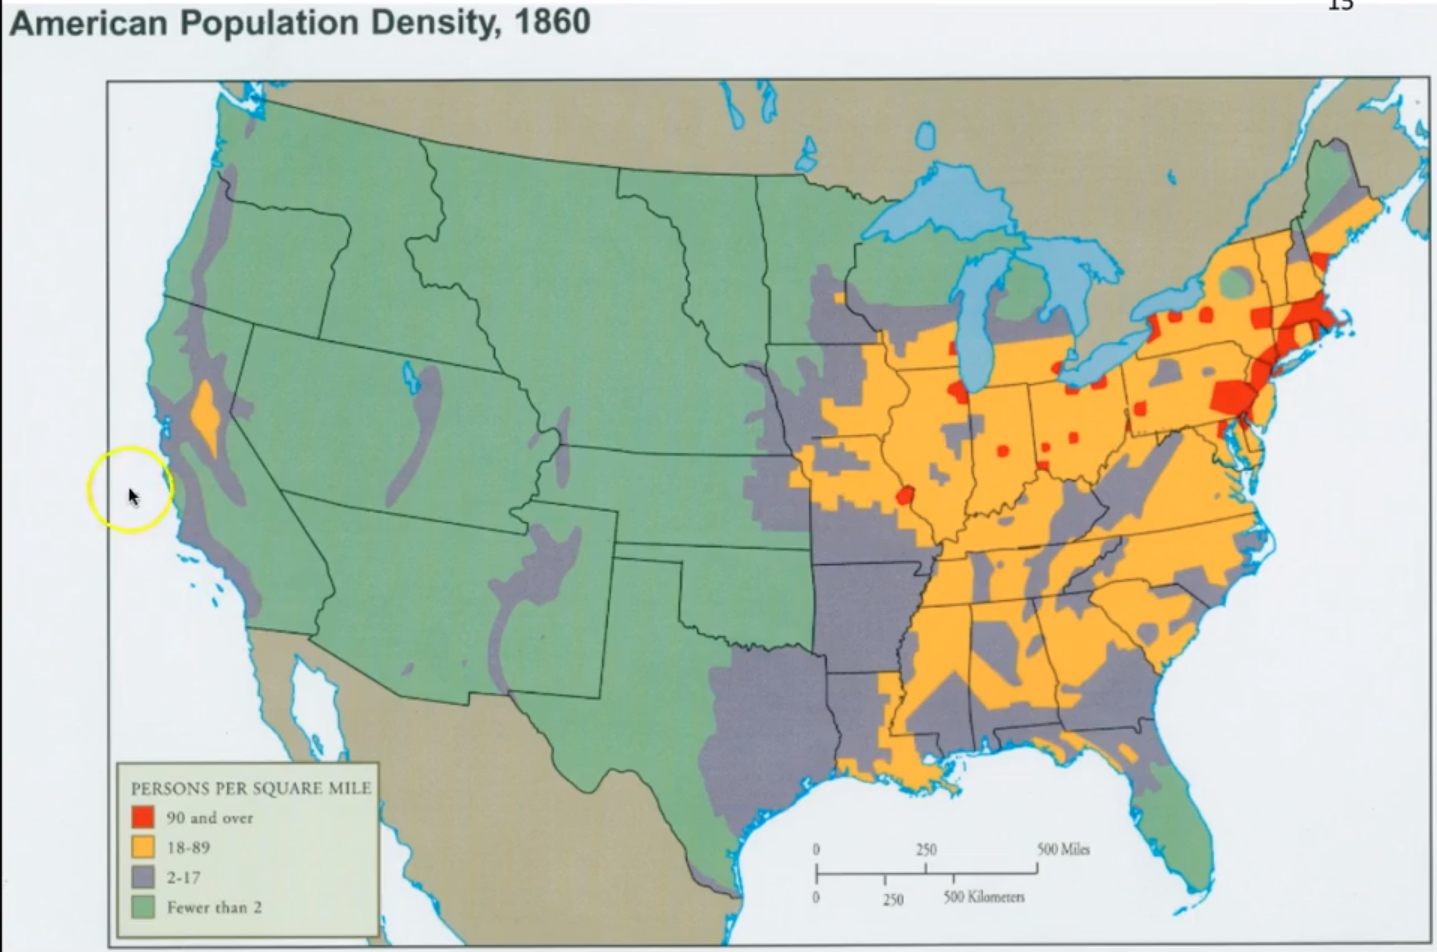 15
American Population Density, 1860
PERSONS PER SQUARE MILE
90 and over
18-89
2-17
Fewer than 2
0 250 500 Miles
0 250 500 Kilometers